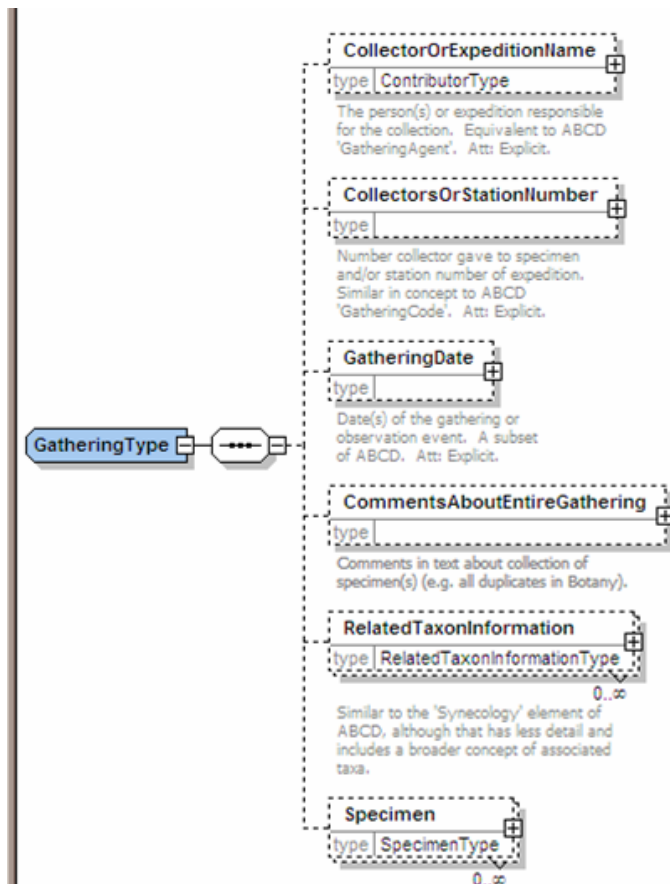 CollectorOrExpeditionName
type ContributorType
The person(s) or expedition responsible
for the collection. Equivalent to ABCD
'GatheringAgent'. Att: Explicit.
CollectorsOrStationNumber
type
Number collector gave to specimen
and/or station number of expedition.
Similar in concept to ABCD
'GatheringCode'. Att: Explicit.
GatheringDate
type
Date(s) of the gathering or
observation event. A subset
of ABCD. Att: Explicit.
GatheringType
CommentsAboutEntireGathering
type
Comments in text about collection of
specimen(s) (e.g. all duplicates in Botany).
RelatedTaxonInformation
type RelatedTaxonInformationType
0..∞
Similar to the 'Synecology' element of
ABCD, although that has less detail and
includes a broader concept of associated
taxa.
Specimen
type SpecimenType
0..∞